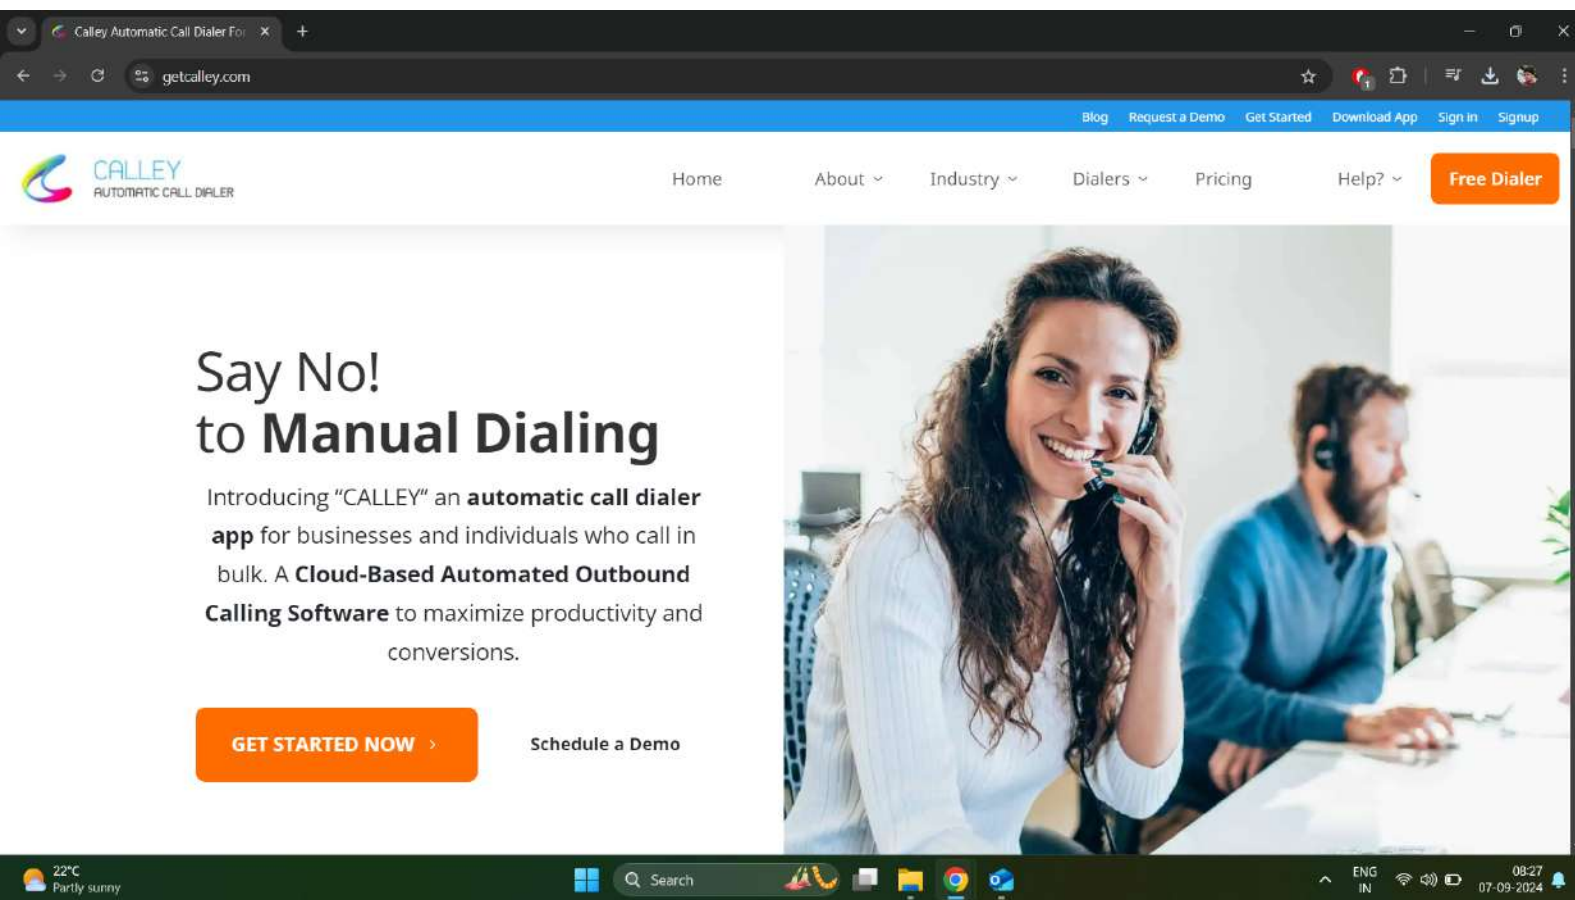 Calley Automatic Call Dialer For
getcalley.com
1
Blog Request a Demo Get Started Download App Sign in Signup
CALLEY
AUTOMATIC CALL DIALER
Home About Industry Dialers Pricing Help? Free Dialer
Say No!
to Manual Dialing
Introducing “CALLEY“ an automatic call dialer
app for businesses and individuals who call in
bulk. A Cloud-Based Automated Outbound
Calling Software to maximize productivity and
conversions.
GET STARTED NOW
Schedule a Demo
22°C
Partly sunny
Search
ENG
IN
08:27
07-09-2024